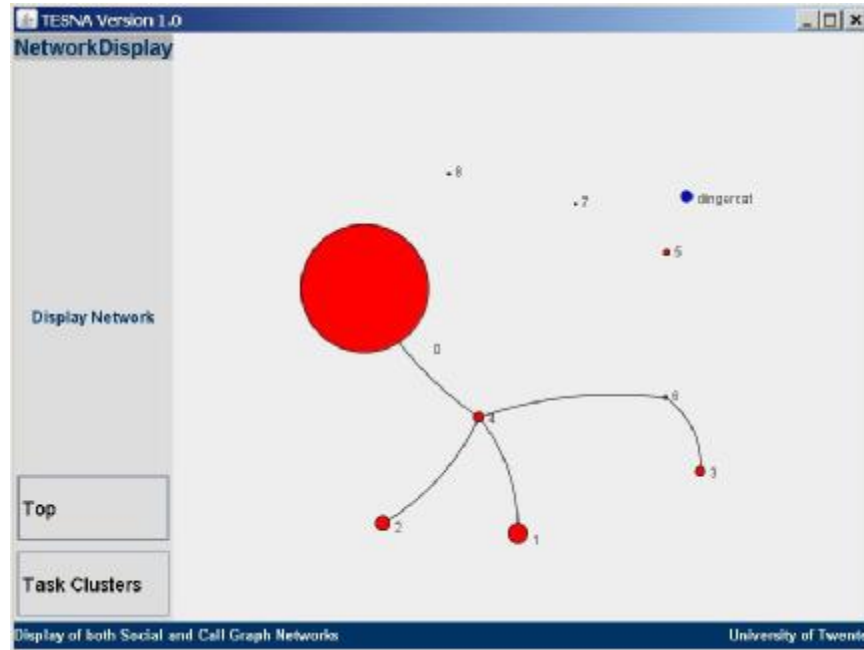 TESNA Version 1.0
NetworkDisplay
8
7
dingercat
5
Display Network
0
6
4
3
Top
2
1
Task Clusters
Display of both Social and Call Graph Networks
University of Twente